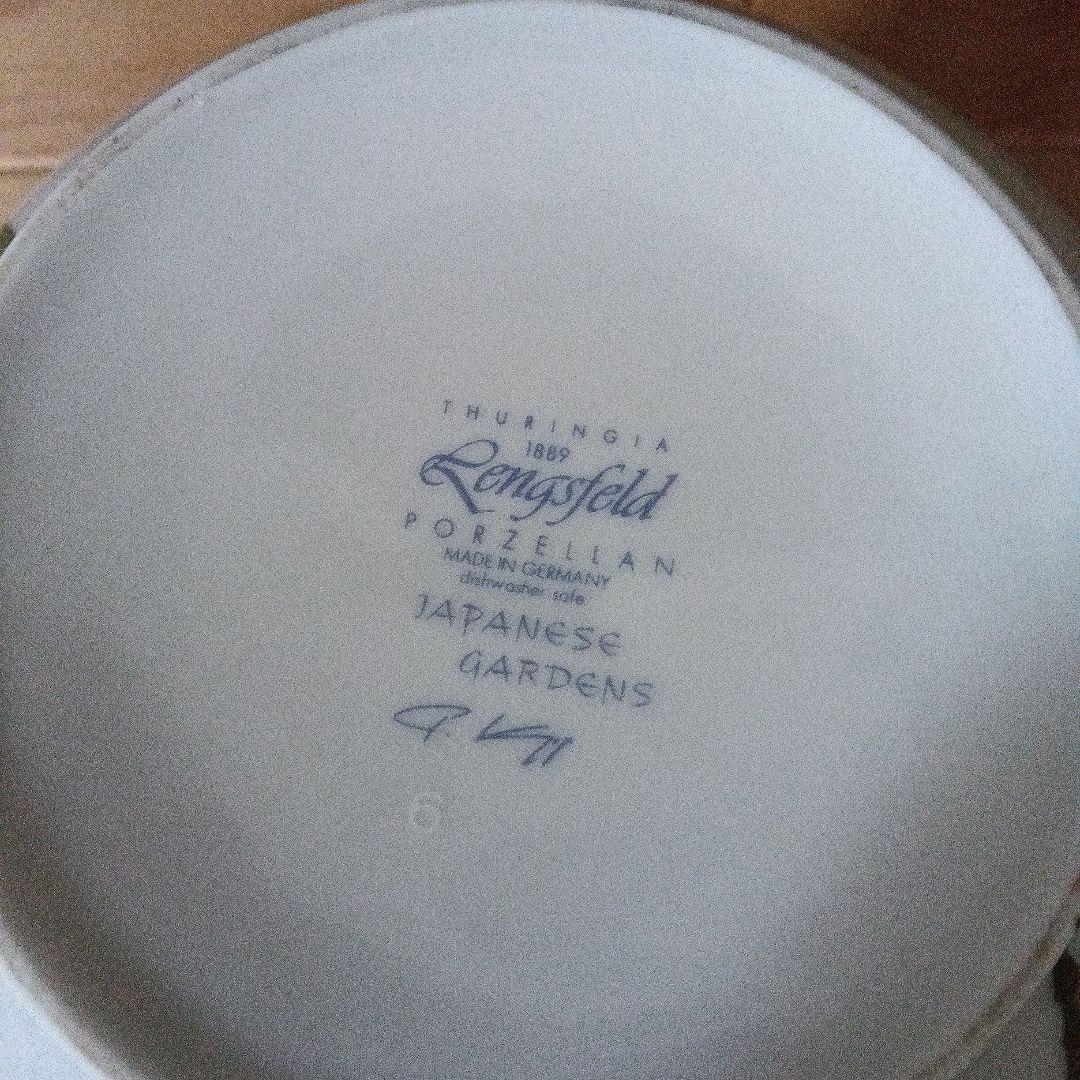 THURINGIA
1889
Lengsfeld
PORZELLAN
MADE IN GERMANY
dishwasher safe
JAPANESE
GARDENS
6